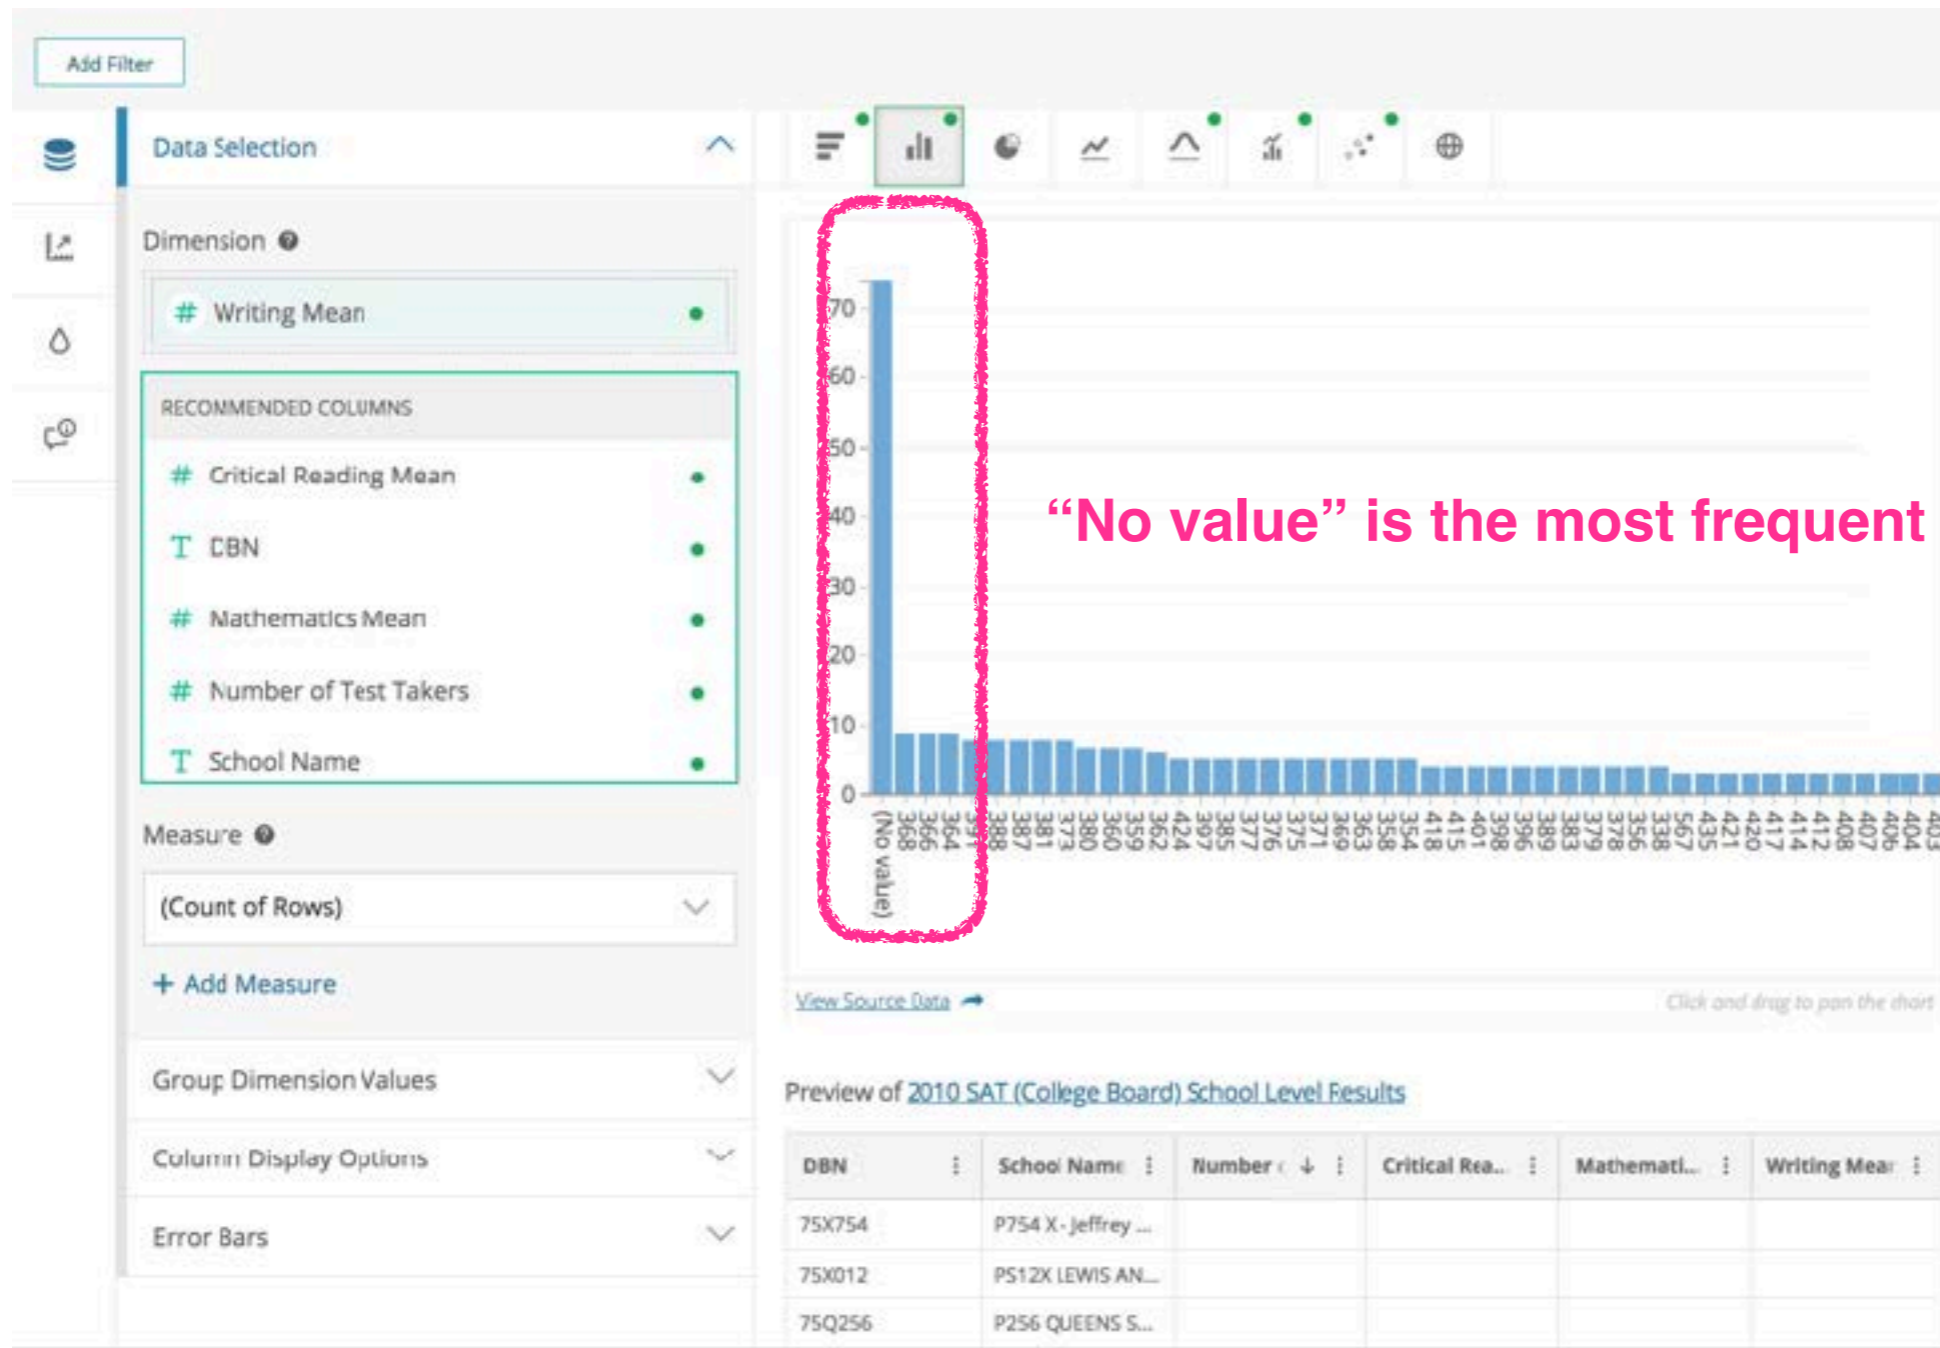 Add Filter
Data Selection
Dimension
# Writing Mean
RECOMMENDED COLUMNS
# Critical Reading Mean
T DBN
# Mathematics Mean
# Number of Test Takers
T School Name
Measure
(Count of Rows)
+ Add Measure
Group Dimension Values
Column Display Options
Error Bars
70
60
50
40
30
20
10
0
“No value” is the most frequent
(No value)
368
366
364
391
388
387
381
373
380
360
359
362
424
397
385
377
376
375
371
369
363
358
354
418
415
401
398
396
389
383
379
378
356
338
567
435
421
420
417
414
412
408
407
406
404
403
View Source Data
Click and drag to pan the chart
Preview of 2010 SAT (College Board) School Level Results
DBN School Name Number Critical Rea... Mathemati... Writing Mean
75X754 P754 X - Jeffrey ...
75X012 PS12X LEWIS AN...
75Q256 P256 QUEENS S...